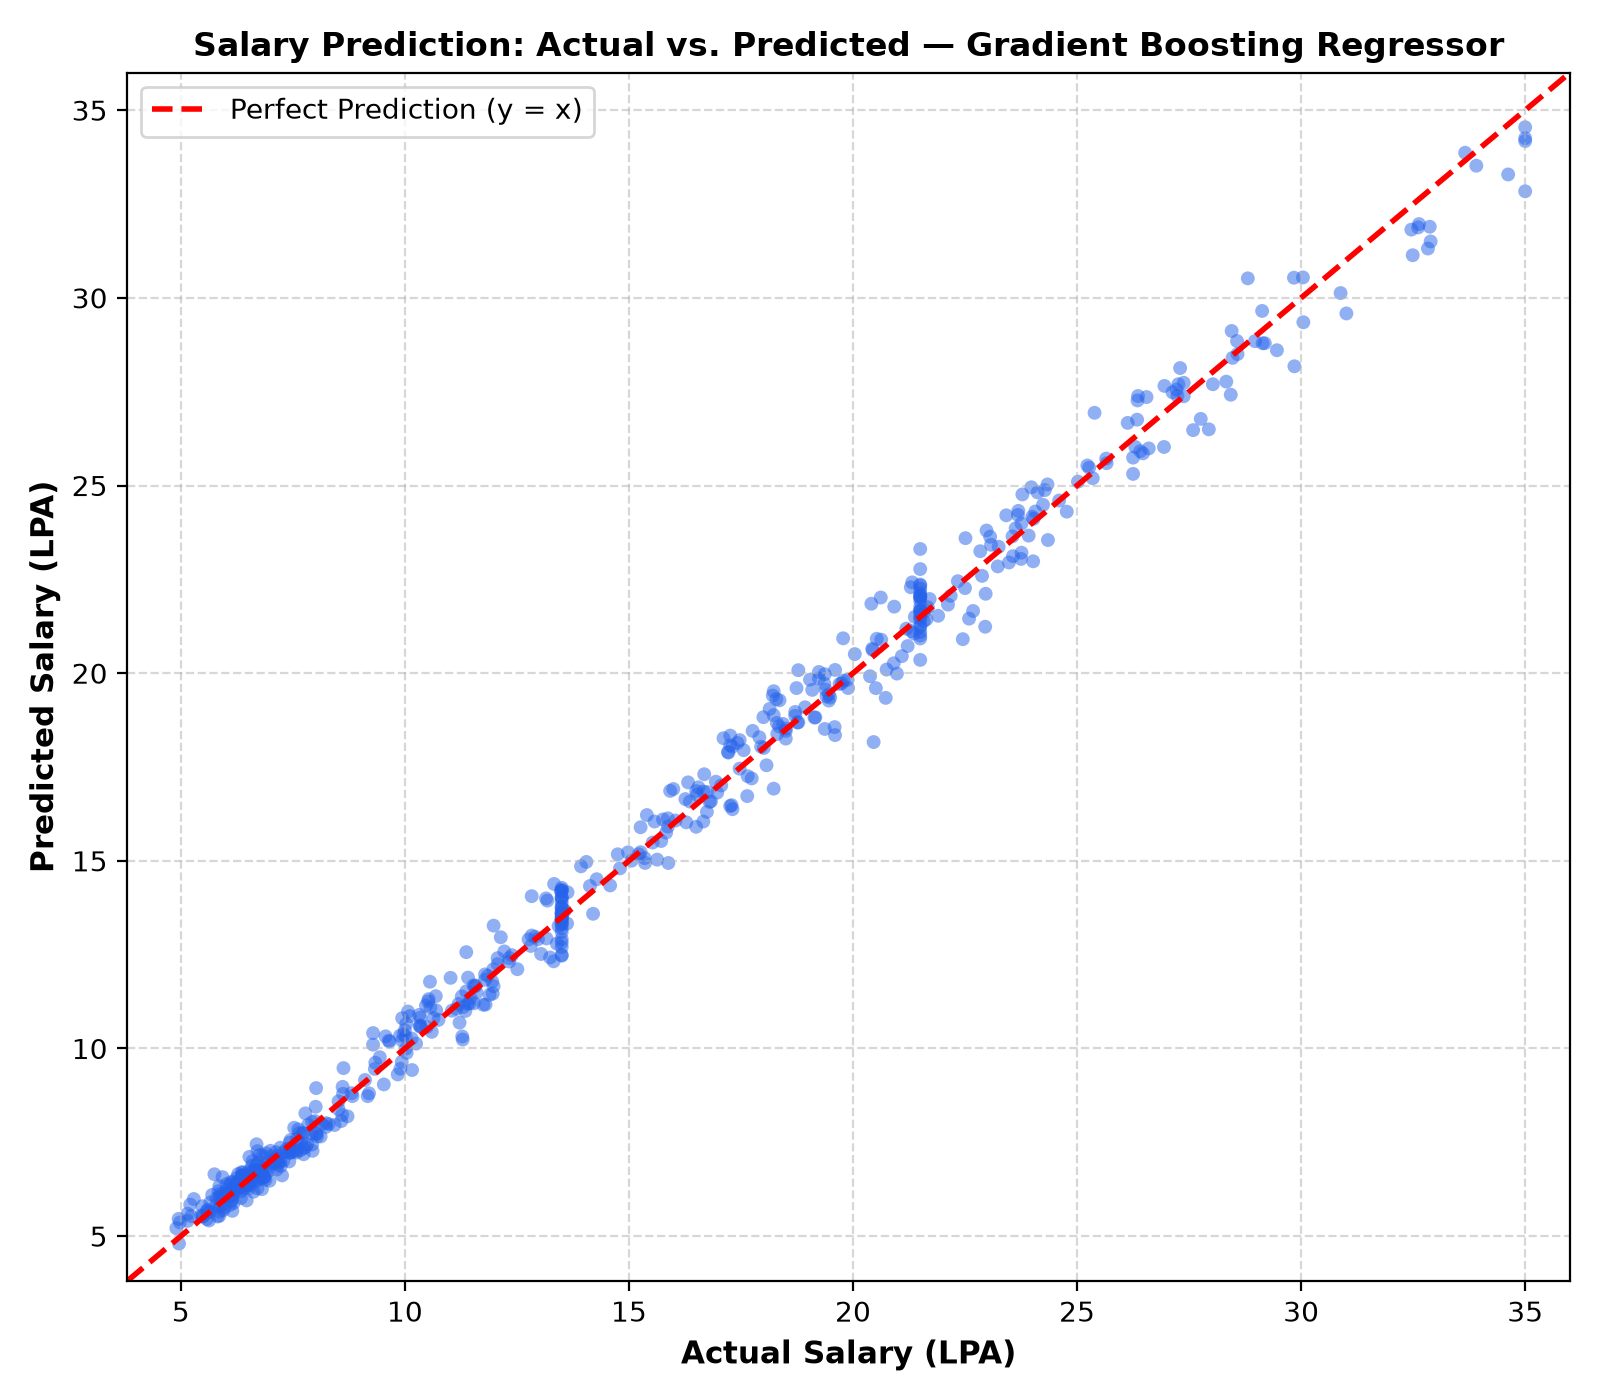 Salary Prediction: Actual vs. Predicted — Gradient Boosting Regressor
Perfect Prediction (y = x)
Predicted Salary (LPA)
35
30
25
20
15
10
5
5 10 15 20 25 30 35
Actual Salary (LPA)